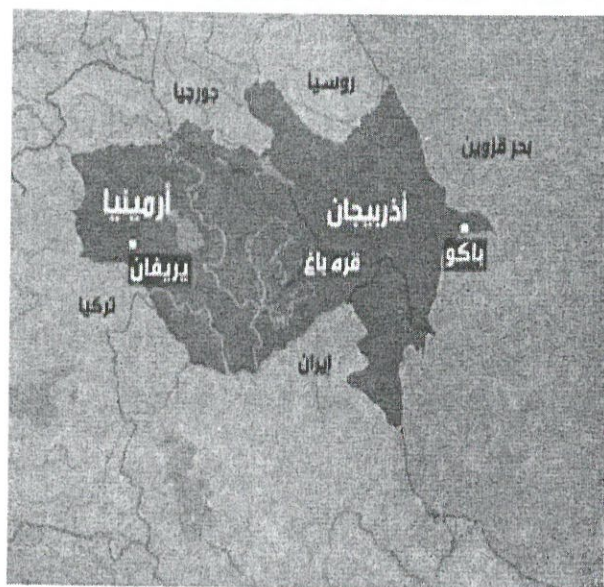 روسيا
جورجيا
بحر قزوين
أرمينيا
أذربيجان
باكو
يريفان
قره باغ
تركيا
إيران